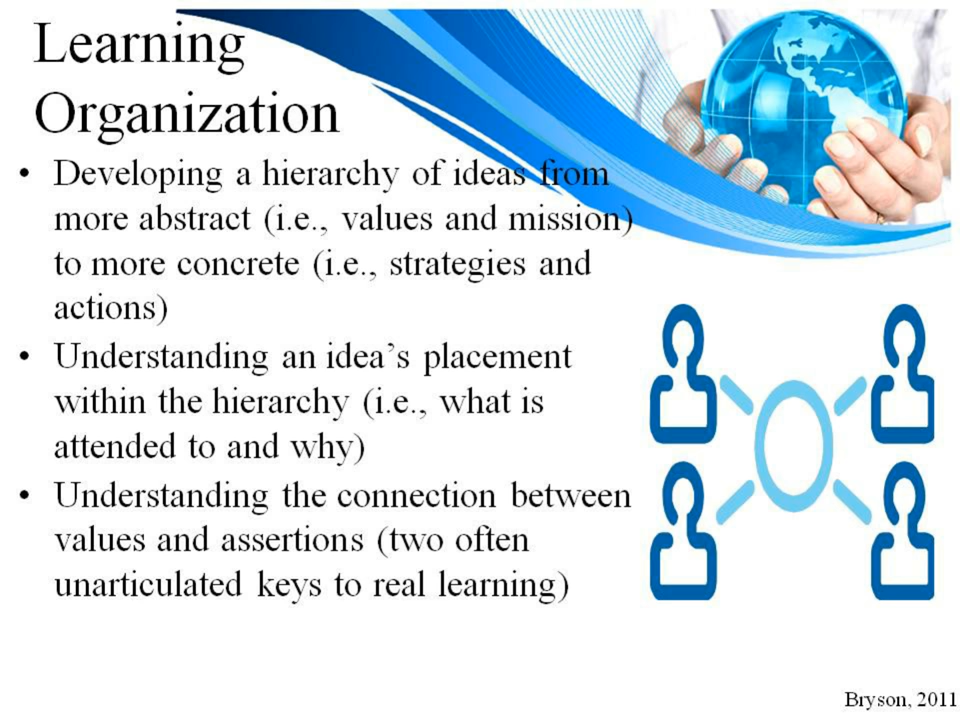 Learning
Organization
• Developing a hierarchy of ideas from
more abstract (i.e., values and mission)
to more concrete (i.e., strategies and
actions)
• Understanding an idea’s placement
within the hierarchy (i.e., what is
attended to and why)
• Understanding the connection between
values and assertions (two often
unarticulated keys to real learning)
Bryson, 2011